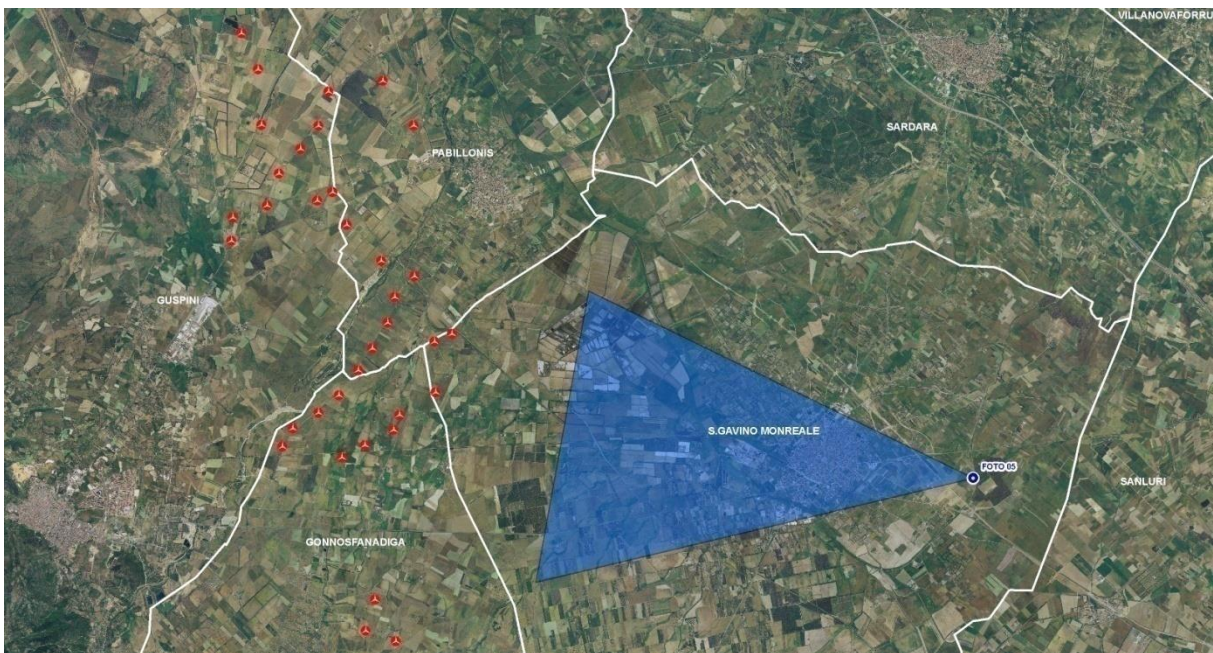 VILLANOVAFORRU
SARDARA
PABILLONIS
GUSPINI
S.GAVINO MONREALE
FOTO 05
SANLURI
GONNOSFANADIGA